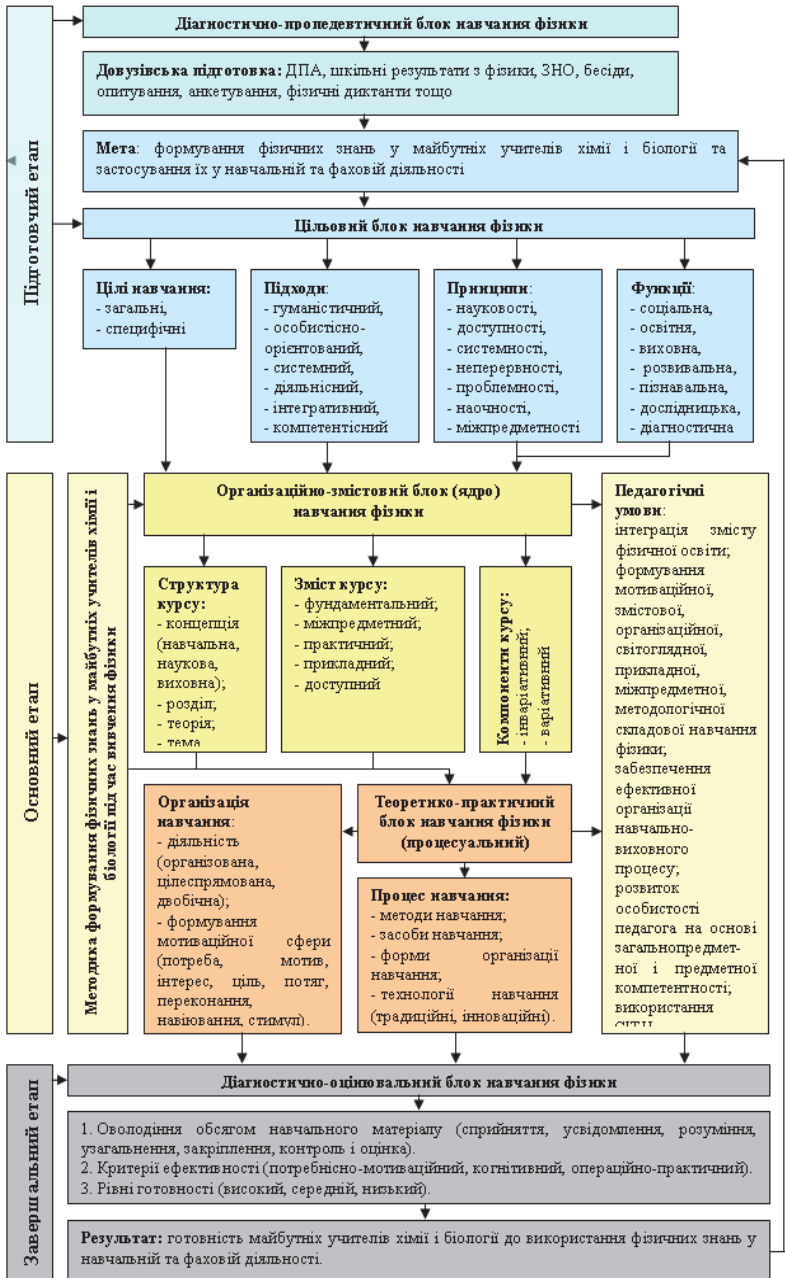 Підготовчий етап
Діагностично-пропедевтичний блок навчання фізики
Довузівська підготовка: ДПА, шкільні результати з фізики, ЗНО, бесіди,
опитування, анкетування, фізичні диктанти тощо
Мета: формування фізичних знань у майбутніх учителів хімії і біології та
застосування їх у навчальній та фаховій діяльності
Цільовий блок навчання фізики
Цілі навчання:
- загальні,
- специфічні
Підходи:
- гуманістичний,
- особистісно-
орієнтований,
- системний,
- діяльнісний,
- інтегративний,
- компетентісний
Принципи:
- науковості,
- доступності,
- системності,
- неперервності,
- проблемності,
- наочності,
- міжпредметності
Функції:
- соціальна,
- освітня,
- виховна,
- розвивальна,
- пізнавальна,
- дослідницька,
- діагностична
Основний етап
Методика формування фізичних знань у майбутніх учителів хімії і
біології під час вивчення фізики
Організаційно-змістовий блок (ядро)
навчання фізики
Структура
курсу:
- концепція
(навчальна,
наукова,
виховна);
- розділ;
- теорія;
- тема
Зміст курсу:
- фундаментальний;
- міжпредметний;
- практичний;
- прикладний;
- доступний
Компоненти курсу:
- інваріативний;
- варіативний
Педагогічні
умови:
інтеграція змісту
фізичної освіти;
формування
мотиваційної,
змістової,
організаційної,
світоглядної,
прикладної,
міжпредметної,
методологічної
складової навчання
фізики;
забезпечення
ефективної
організації
навчально-
виховного
процесу;
розвиток
особистості
педагога на основі
загальнопредмет-
ної і предметної
компетентності;
використання
Організація
навчання:
- діяльність
(організована,
цілеспрямована,
двобічна);
- формування
мотиваційної сфери
(потреба, мотив,
інтерес, ціль, потяг,
переконання,
навіювання, стимул).
Теоретико-практичний
блок навчання фізики
(процесуальний)
Процес навчання:
- методи навчання;
- засоби навчання;
- форми організації
навчання;
- технології навчання
(традиційні, інноваційні).
Завершальний етап
Діагностично-оцінювальний блок навчання фізики
1. Оволодіння обсягом навчального матеріалу (сприйняття, усвідомлення, розуміння,
узагальнення, закріплення, контроль і оцінка).
2. Критерії ефективності (потребнісно-мотиваційний, когнітивний, операційно-практичний).
3. Рівні готовності (високий, середній, низький).
Результат: готовність майбутніх учителів хімії і біології до використання фізичних знань у
навчальній та фаховій діяльності.